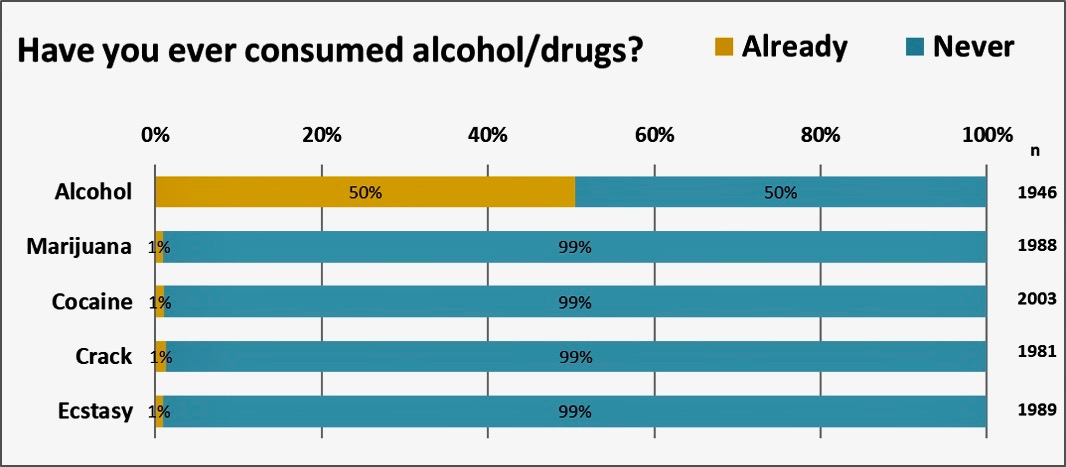 Have you ever consumed alcohol/drugs? Already Never
0% 20% 40% 60% 80% 100%
n
Alcohol 50% 50% 1946
Marijuana 1% 99% 1988
Cocaine 1% 99% 2003
Crack 1% 99% 1981
Ecstasy 1% 99% 1989